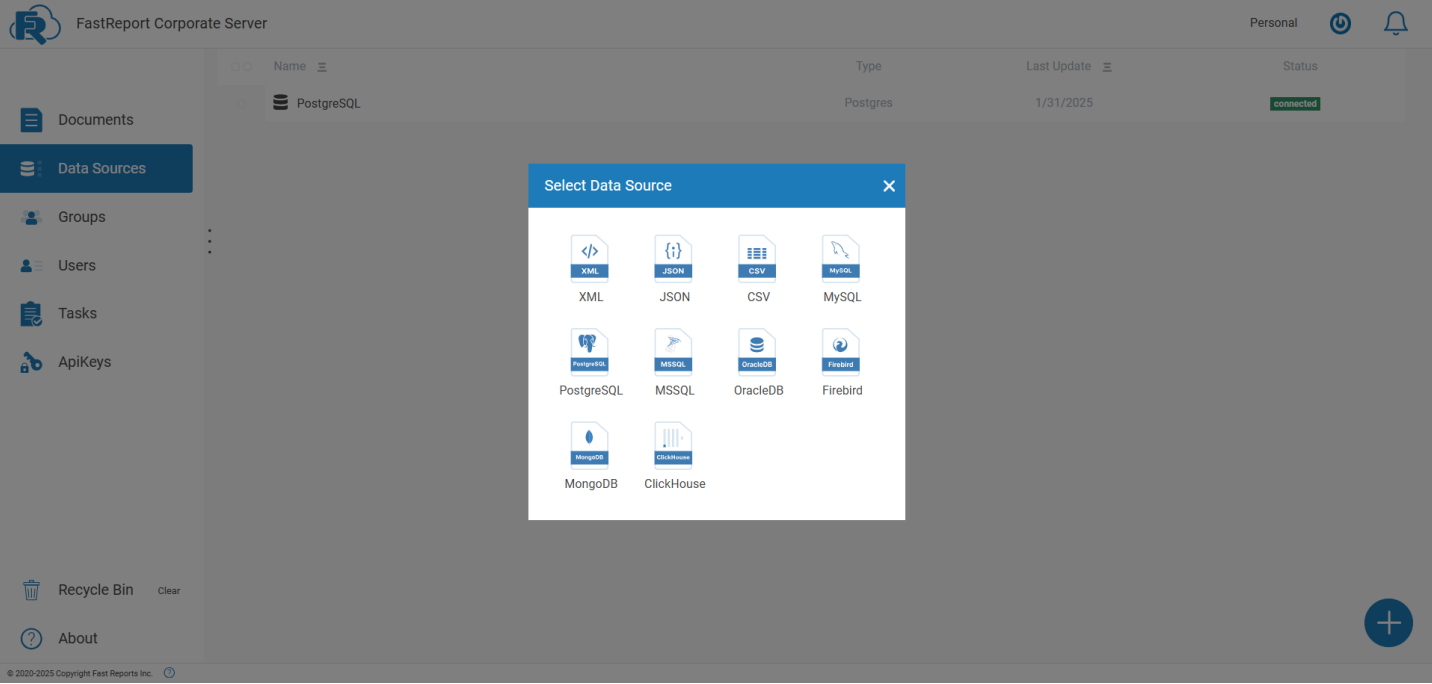 FastReport Corporate Server
Personal
Name Type Last Update Status
PostgreSQL Postgres 1/31/2025 connected
Documents
Data Sources
Groups
Users
Tasks
ApiKeys
Recycle Bin Clear
About
© 2020-2025 Copyright Fast Reports Inc. ?
Select Data Source
XML JSON CSV MySQL
XML JSON CSV MySQL
PostgreSQL MSSQL OracleDB Firebird
PostgreSQL MSSQL OracleDB Firebird
MongoDB ClickHouse
MongoDB ClickHouse